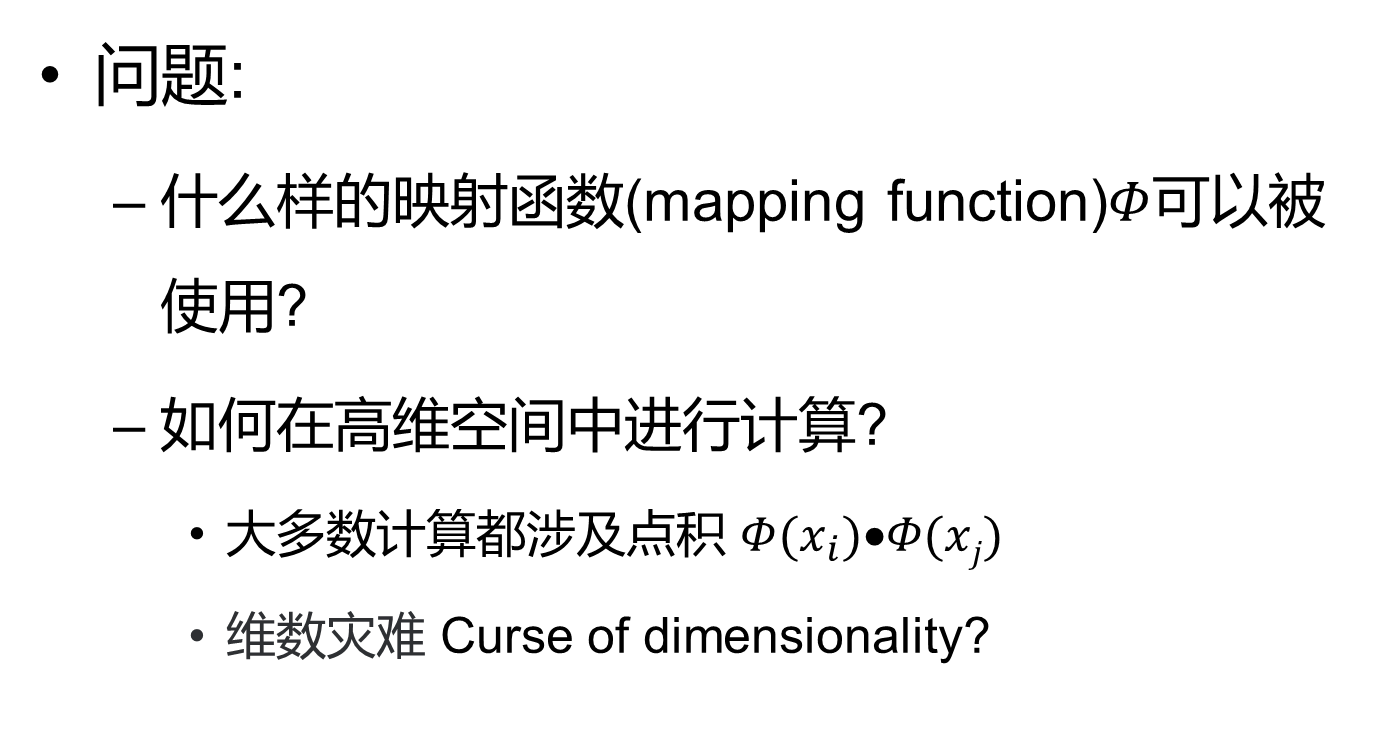 • 问题:
– 什么样的映射函数(mapping function)𝛷可以被
使用?
– 如何在高维空间中进行计算?
• 大多数计算都涉及点积 𝛷(𝑥ᵢ)●𝛷(𝑥ⱼ)
• 维数灾难 Curse of dimensionality?